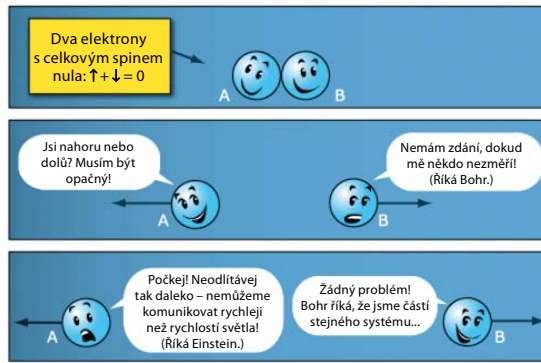 Dva elektrony
s celkovým spinem
nula: ↑+↓= 0
A
B
Jsi nahoru nebo
dolů? Musím být
opačný!
A
Nemám zdání, dokud
mě někdo nezměří!
(Říká Bohr.)
B
A
Počkej! Neodlítávej
tak daleko – nemůžeme
komunikovat rychleji
než rychlostí světla!
(Říká Einstein.)
Žádný problém!
Bohr říká, že jsme částí
stejného systému...
B